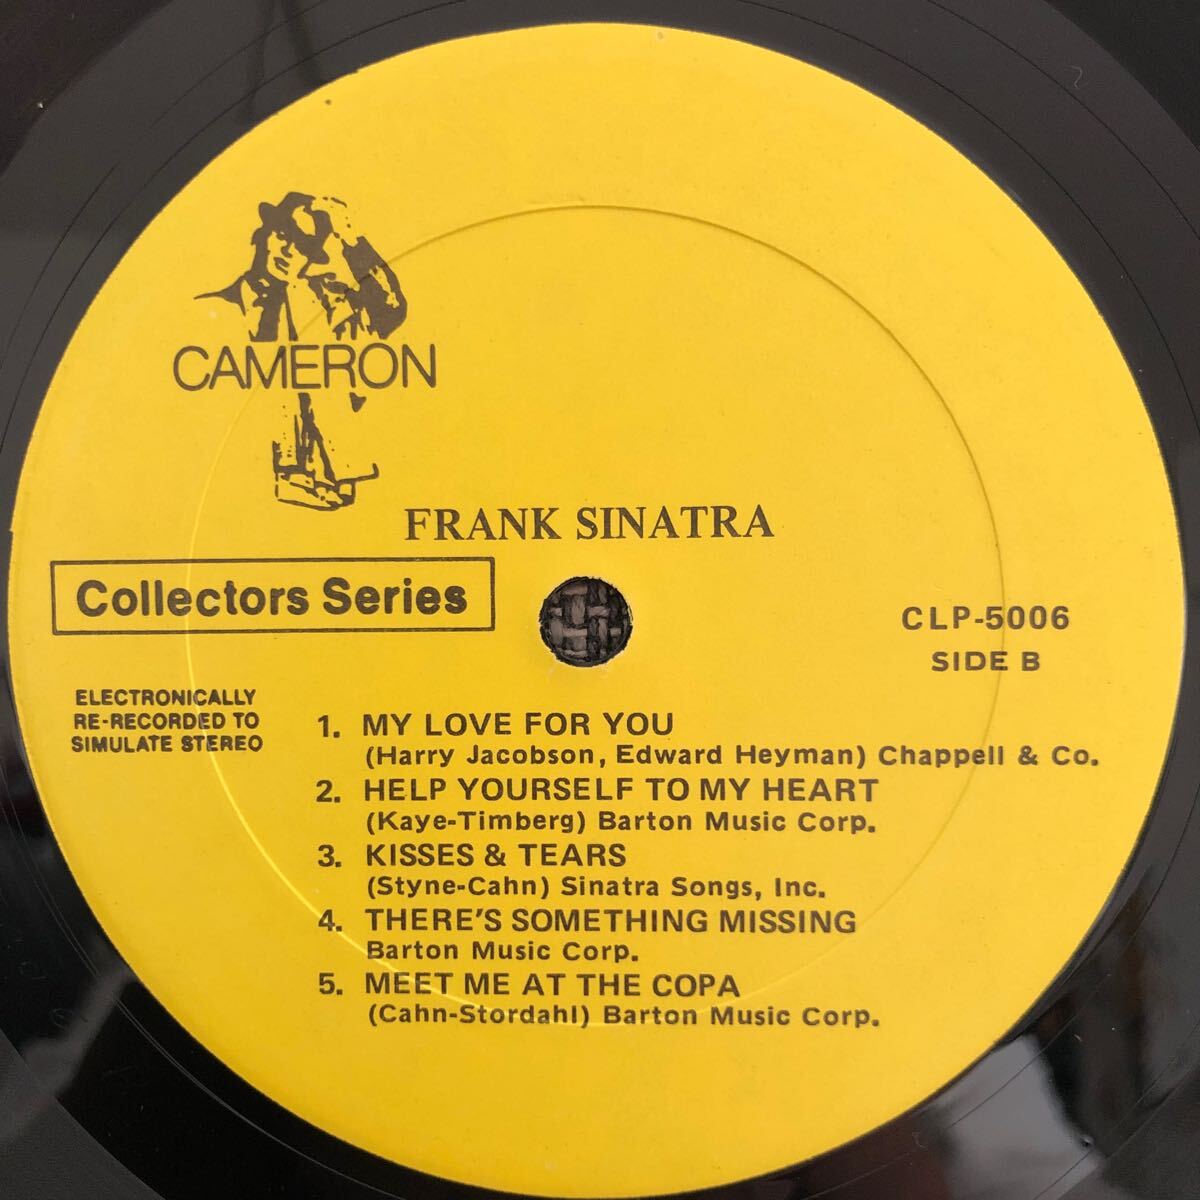 CAMERON
FRANK SINATRA
Collectors Series
CLP-5006
SIDE B
ELECTRONICALLY
RE-RECORDED TO
SIMULATE STEREO
1. MY LOVE FOR YOU
(Harry Jacobson, Edward Heyman) Chappell & Co.
2. HELP YOURSELF TO MY HEART
(Kaye-Timberg) Barton Music Corp.
3. KISSES & TEARS
(Styne-Cahn) Sinatra Songs, Inc.
4. THERE'S SOMETHING MISSING
Barton Music Corp.
5. MEET ME AT THE COPA
(Cahn-Stordahl) Barton Music Corp.